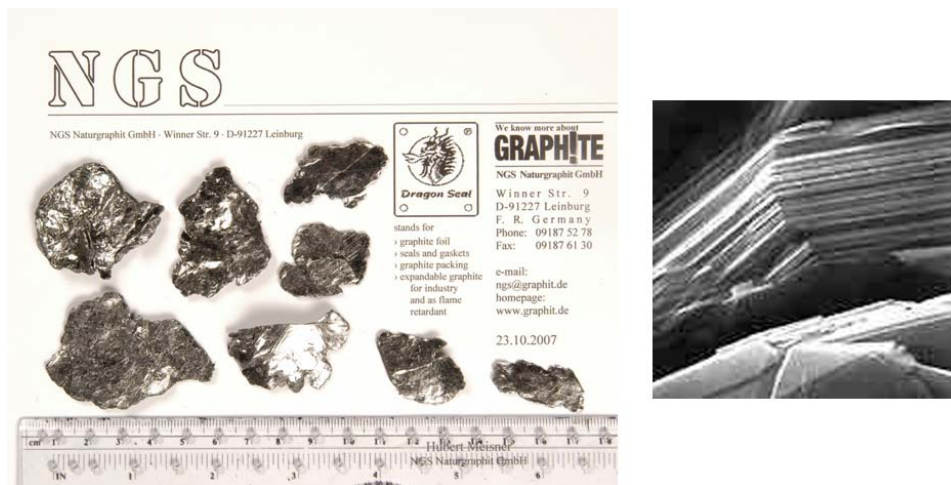 NGS
NGS Naturgraphit GmbH · Winner Str. 9 · D-91227 Leinburg
®
Dragon Seal
stands for
› graphite foil
› seals and gaskets
› graphite packing
› expandable graphite
for industry
and as flame
retardant
We know more about
GRAPH!TE
NGS Naturgraphit GmbH
Winner Str. 9
D-91227 Leinburg
F. R. Germany
Phone: 09187 52 78
Fax: 09187 61 30
e-mail:
ngs@graphit.de
homepage:
www.graphit.de
23.10.2007
cm 1 2 3 4 5 6 7 8 9 10 11 12 13 14 15 16 17 18
Hubert Meisner
NGS Naturgraphit GmbH
IN 1 2 3 4 5 6